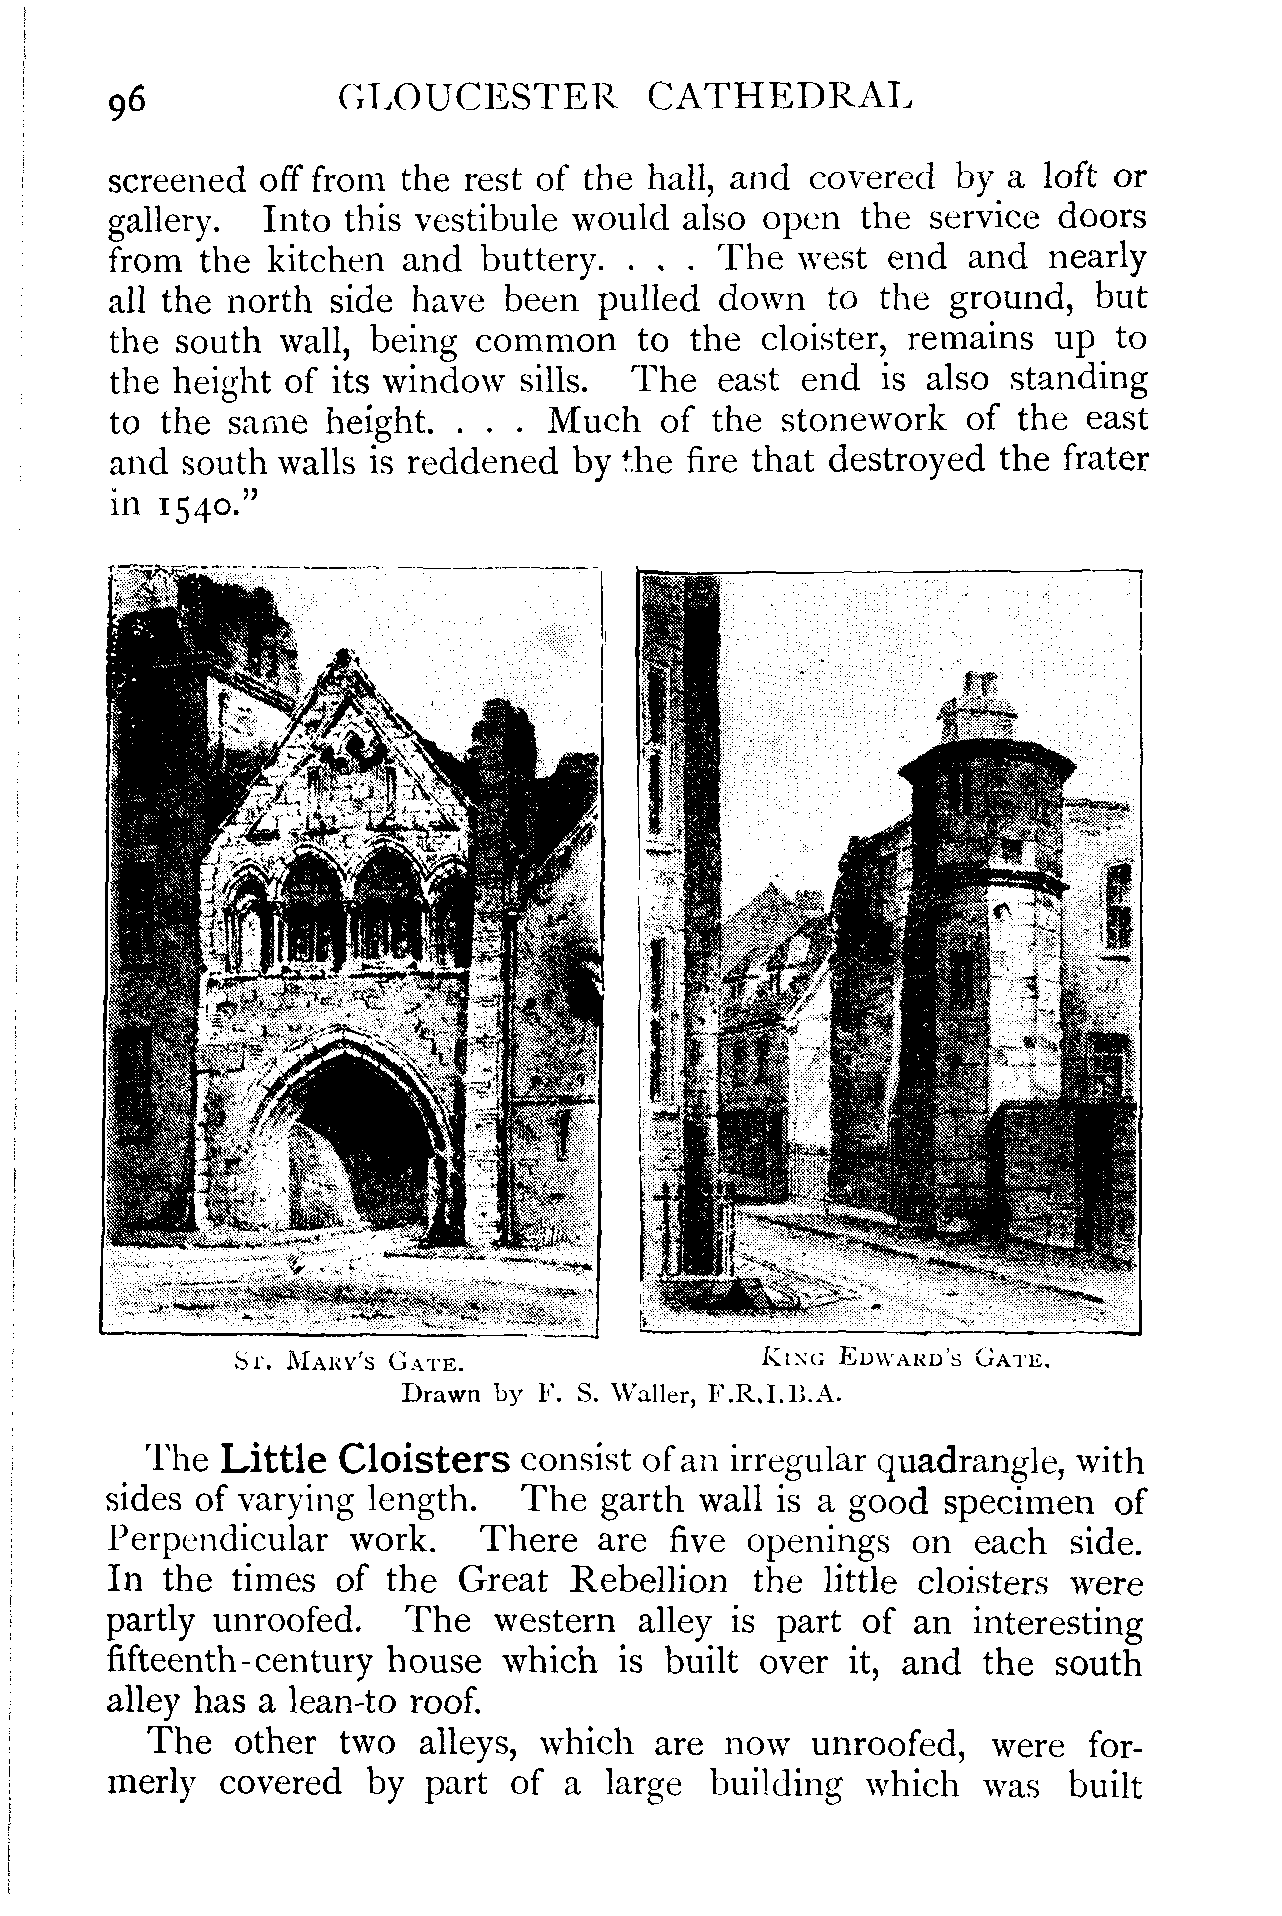 96 GLOUCESTER CATHEDRAL
screened off from the rest of the hall, and covered by a loft or
gallery. Into this vestibule would also open the service doors
from the kitchen and buttery. . . . The west end and nearly
all the north side have been pulled down to the ground, but
the south wall, being common to the cloister, remains up to
the height of its window sills. The east end is also standing
to the same height. . . . Much of the stonework of the east
and south walls is reddened by the fire that destroyed the frater
in 1540.”
ST. MARY'S GATE. KING EDWARD'S GATE.
Drawn by F. S. Waller, F.R.I.B.A.
The Little Cloisters consist of an irregular quadrangle, with
sides of varying length. The garth wall is a good specimen of
Perpendicular work. There are five openings on each side.
In the times of the Great Rebellion the little cloisters were
partly unroofed. The western alley is part of an interesting
fifteenth-century house which is built over it, and the south
alley has a lean-to roof.
The other two alleys, which are now unroofed, were for-
merly covered by part of a large building which was built